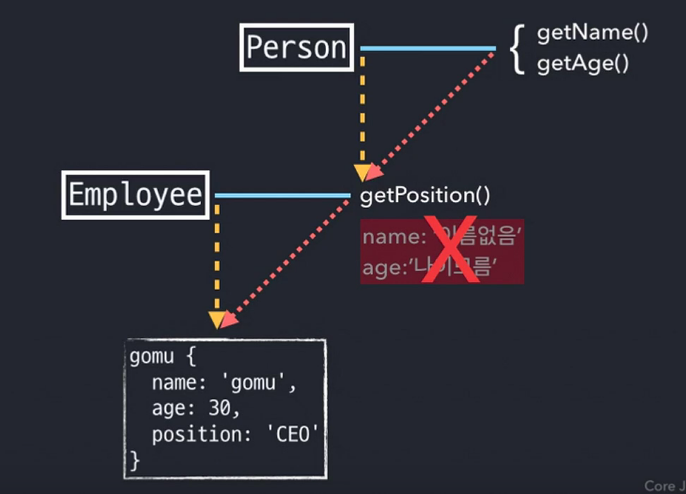 Person
getName()
getAge()
Employee
getPosition()
name: '이름없음'
age:'나이모름'
gomu {
name: 'gomu',
age: 30,
position: 'CEO'
}
Core J